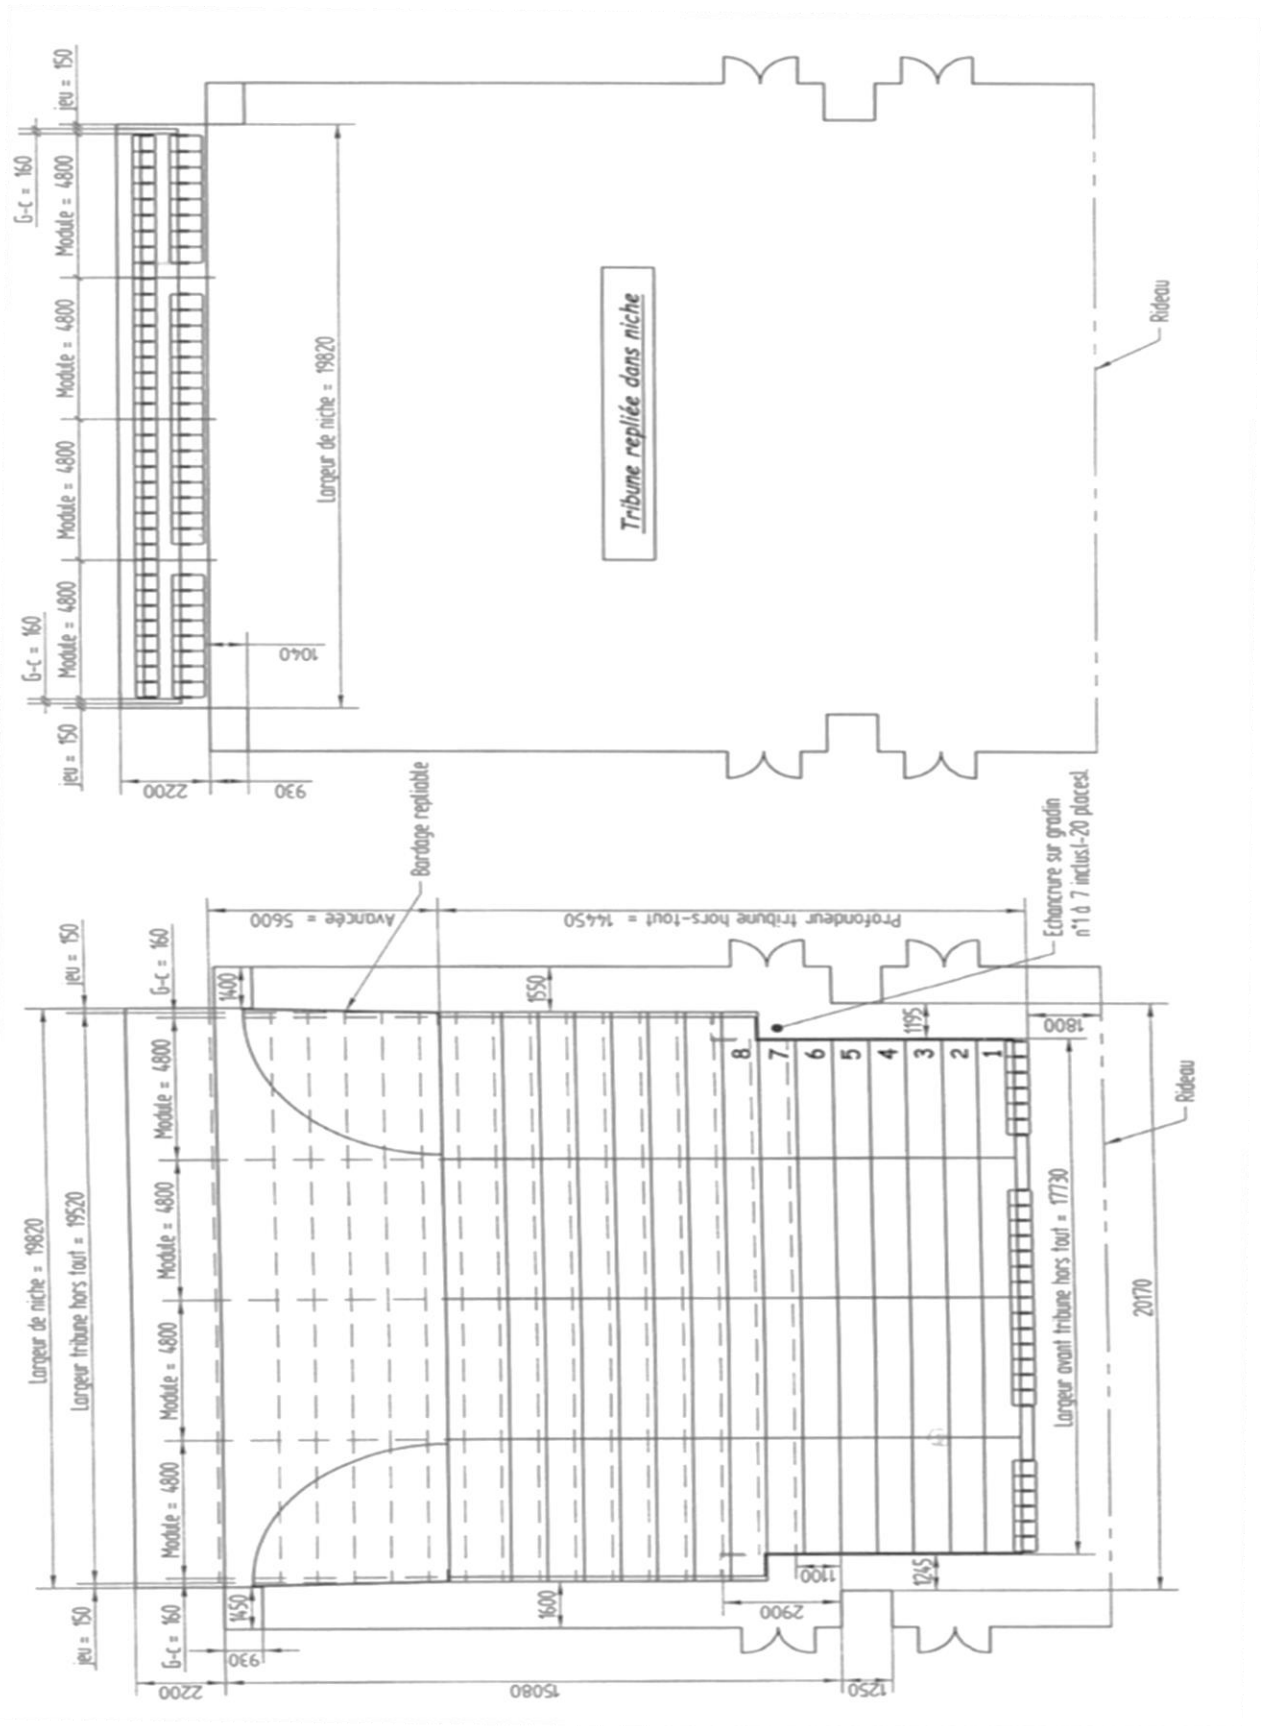 jeu = 150
G-C = 160
Module = 4800
Module = 4800
Module = 4800
Module = 4800
G-C = 160
jeu = 150
2200
930
1040
Largeur de niche = 19820
Tribune repliée dans niche
Rideau
Largeur de niche = 19820
Largeur tribune hors tout = 19520
jeu = 150
G-C = 160
Module = 4800
Module = 4800
Module = 4800
Module = 4800
G-C = 160
jeu = 150
2200
930
1450
1400
Bardage repliable
Avancée = 5600
Profondeur tribune hors-tout = 14450
1550
1600
15080
1250
2900
1100
1245
1195
1800
8
7
6
5
4
3
2
1
Echancrure sur gradin
n°1 à 7 inclus(-20 places).
Largeur avant tribune hors tout = 17730
20170
Rideau